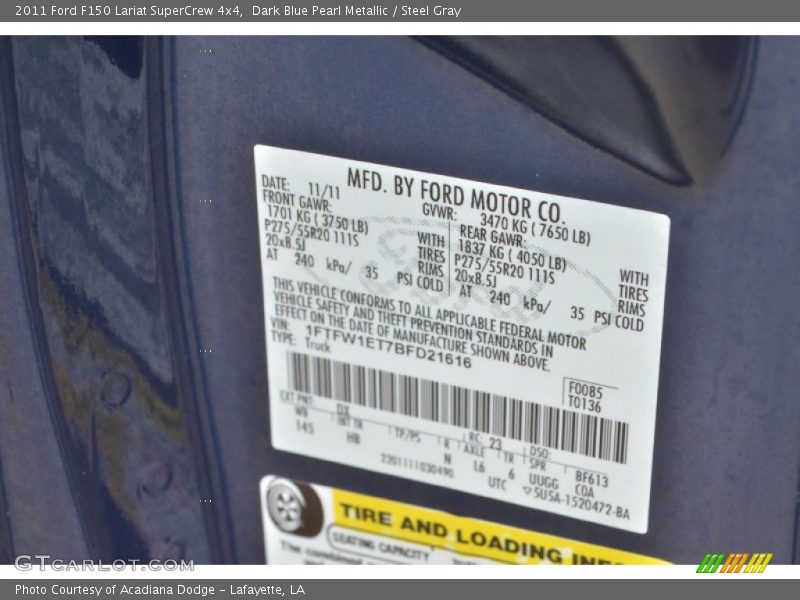 2011 Ford F150 Lariat SuperCrew 4x4, Dark Blue Pearl Metallic / Steel Gray
MFD. BY FORD MOTOR CO.
DATE: 11/11 GVWR: 3470 KG ( 7650 LB)
FRONT GAWR: REAR GAWR:
1701 KG ( 3750 LB) WITH 1837 KG ( 4050 LB) WITH
P275/55R20 111S TIRES P275/55R20 111S TIRES
20x8.5J RIMS 20x8.5J RIMS
AT 240 kPa/ 35 PSI COLD AT 240 kPa/ 35 PSI COLD
THIS VEHICLE CONFORMS TO ALL APPLICABLE FEDERAL MOTOR
VEHICLE SAFETY AND THEFT PREVENTION STANDARDS IN
EFFECT ON THE DATE OF MANUFACTURE SHOWN ABOVE.
VIN: 1FTFW1ET7BFD21616
TYPE: Truck
F0085
T0136
EXT PNT: DX RC: 23 DSO:
WB INT TR TP/PS R AXLE TR SPR BF613
145 HB N L6 6 UUGG COA
2201111030490 UTC ▽5U5A-1520472-BA
TIRE AND LOADING
SEATING CAPACITY
The combined
GTCarLot.com
Photo Courtesy of Acadiana Dodge - Lafayette, LA